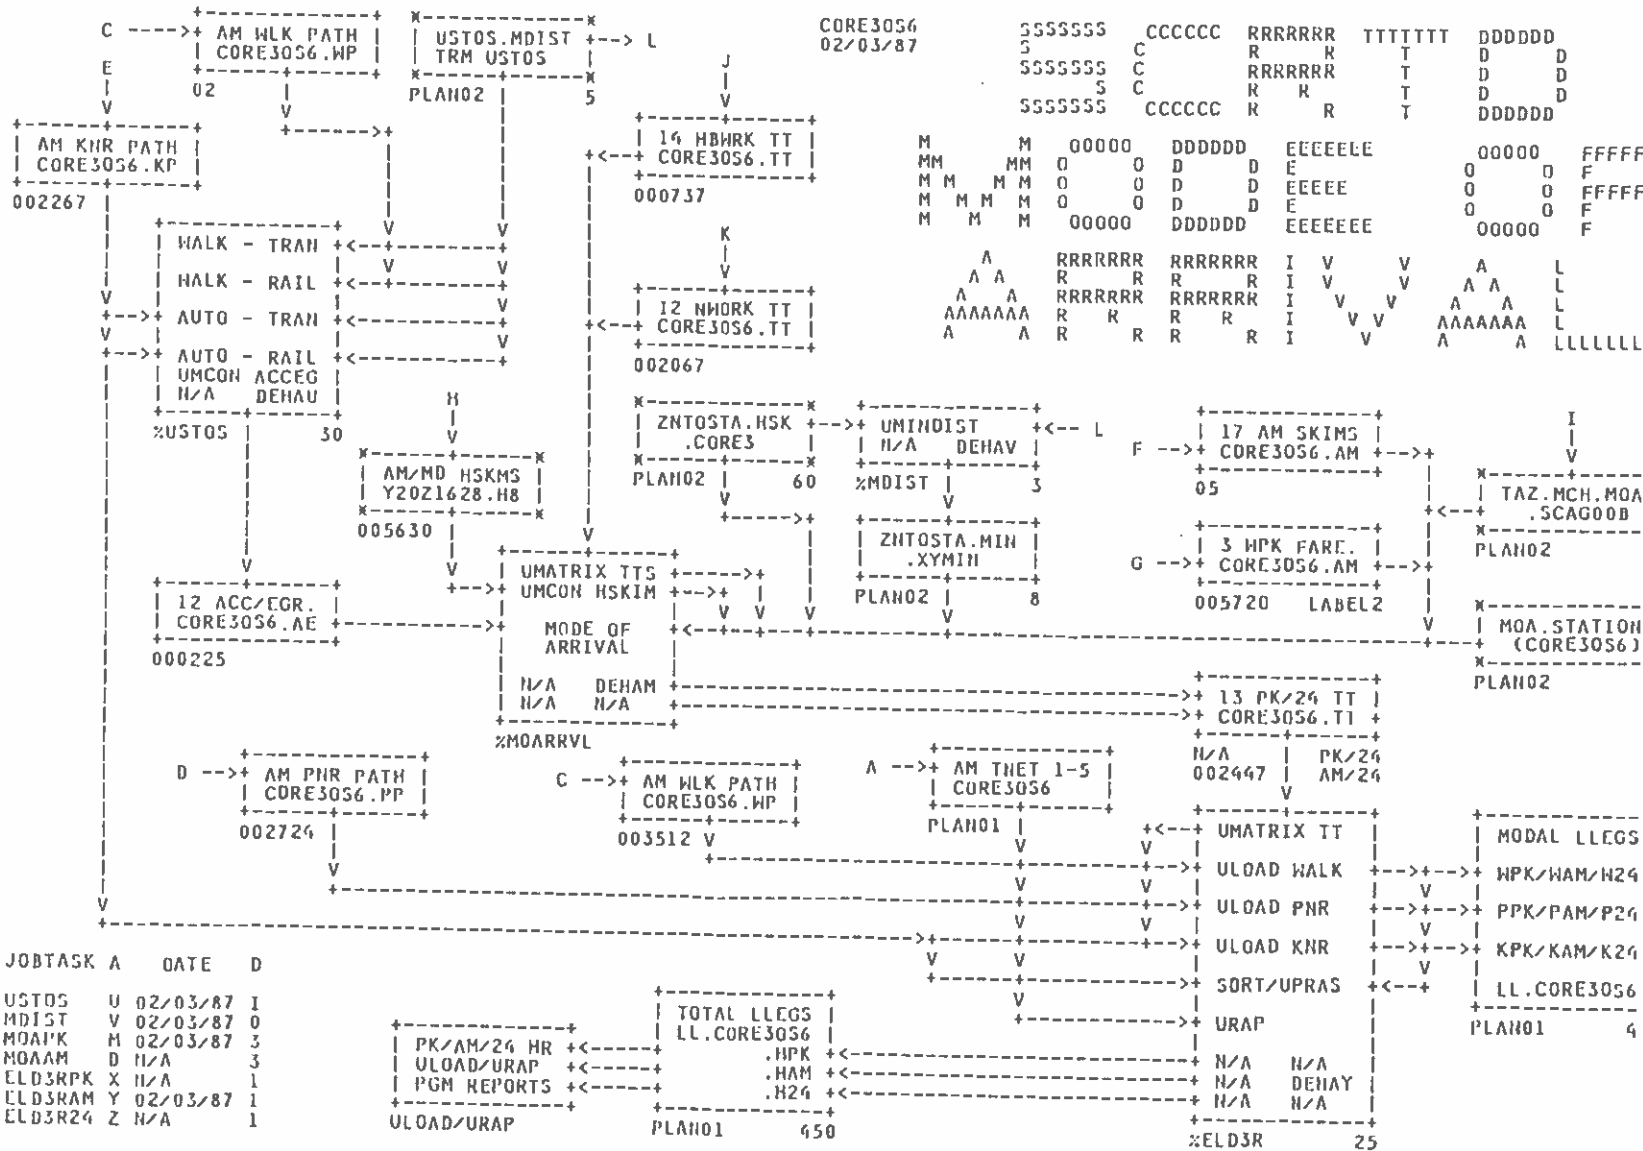 CORE30S6
02/03/87
SCRTD
MODE OF
ARRIVAL
C
AM WLK PATH
CORE30S6.WP
02
USTOS.MDIST
TRM USTOS
PLAN02 5
L
E
AM KNR PATH
CORE30S6.KP
002267
J
14 HBWRK TT
CORE30S6.TT
000737
K
12 NWORK TT
CORE30S6.TT
002067
WALK - TRAN
WALK - RAIL
AUTO - TRAN
AUTO - RAIL
UMCON ACCEG
N/A DEHAU
%USTOS 30
H
AM/MD HSKMS
Y20Z1628.H8
005630
ZNTOSTA.HSK
.CORE3
PLAN02 60
UMINDIST
N/A DEHAV
%MDIST 3
L
ZNTOSTA.MIN
.XYMIN
PLAN02 8
F
17 AM SKIMS
CORE30S6.AM
05
G
3 WPK FARE.
CORE30S6.AM
005720 LABEL2
I
TAZ.MCH.MOA
.SCAG00B
PLAN02
MOA.STATION
(CORE30S6)
PLAN02
12 ACC/EGR.
CORE30S6.AE
000225
UMATRIX TTS
UMCON HSKIM
MODE OF
ARRIVAL
N/A DEHAM
N/A N/A
%MOARRVL
13 PK/24 TT
CORE30S6.TT
N/A PK/24
002447 AM/24
D
AM PNR PATH
CORE30S6.PP
002724
C
AM WLK PATH
CORE30S6.WP
003512
A
AM TNET 1-5
CORE30S6
PLAN01
UMATRIX TT
ULOAD WALK
ULOAD PNR
ULOAD KNR
SORT/UPRAS
URAP
N/A N/A
N/A DEHAY
N/A N/A
%ELD3R 25
MODAL LLEGS
WPK/WAM/W24
PPK/PAM/P24
KPK/KAM/K24
LL.CORE30S6
PLAN01 4
JOBTASK A DATE D
USTOS U 02/03/87 I
MDIST V 02/03/87 0
MOAPK M 02/03/87 3
MOAAM D N/A 3
ELD3RPK X N/A 1
ELD3RAM Y 02/03/87 1
ELD3R24 Z N/A 1
PK/AM/24 HR
ULOAD/URAP
PGM REPORTS
ULOAD/URAP
TOTAL LLEGS
LL.CORE30S6
.HPK
.HAM
.H24
PLAN01 450